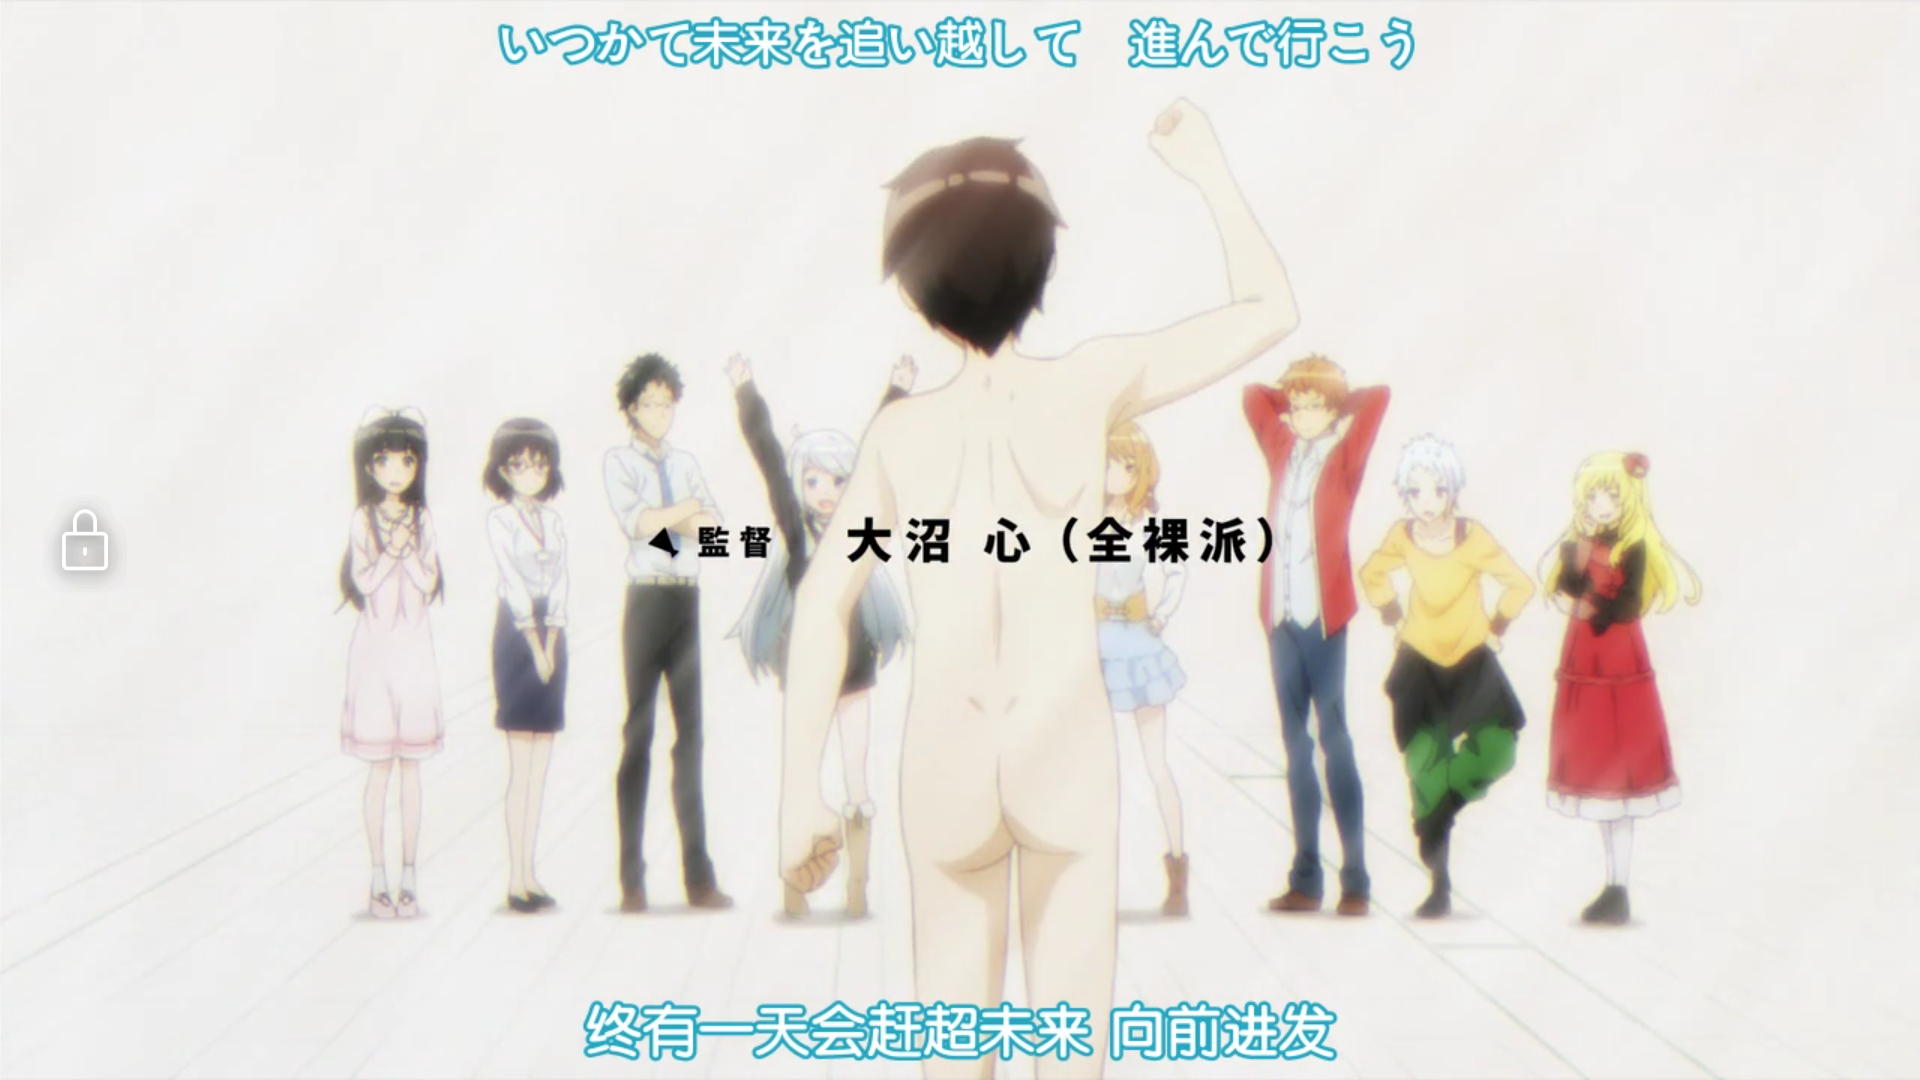 いつかて未来を追い越して　進んで行こう
◀ 監督　大沼 心（全裸派）
终有一天会赶超未来 向前进发